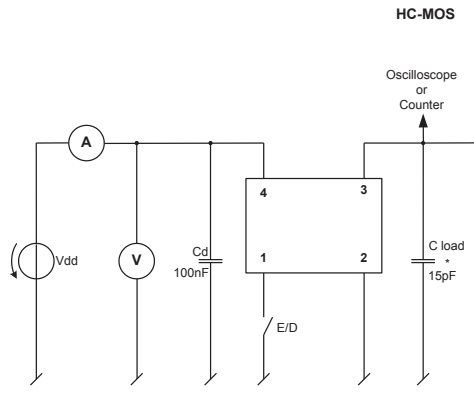 HC-MOS
Oscilloscope
or
Counter
A
4
3
Vdd
V
Cd
100nF
1
2
C load
*
15pF
E/D